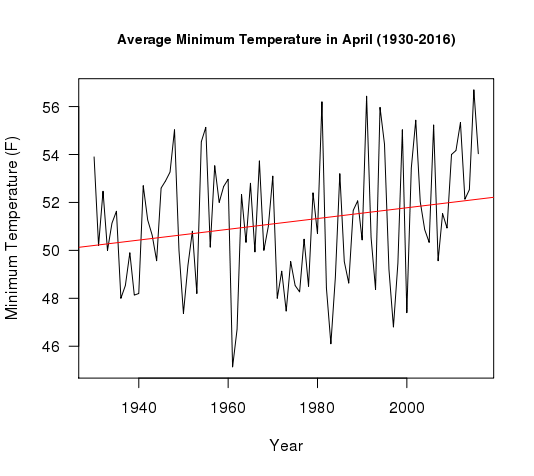 Average Minimum Temperature in April (1930-2016)
Minimum Temperature (F)
56
54
52
50
48
46
1940 1960 1980 2000
Year